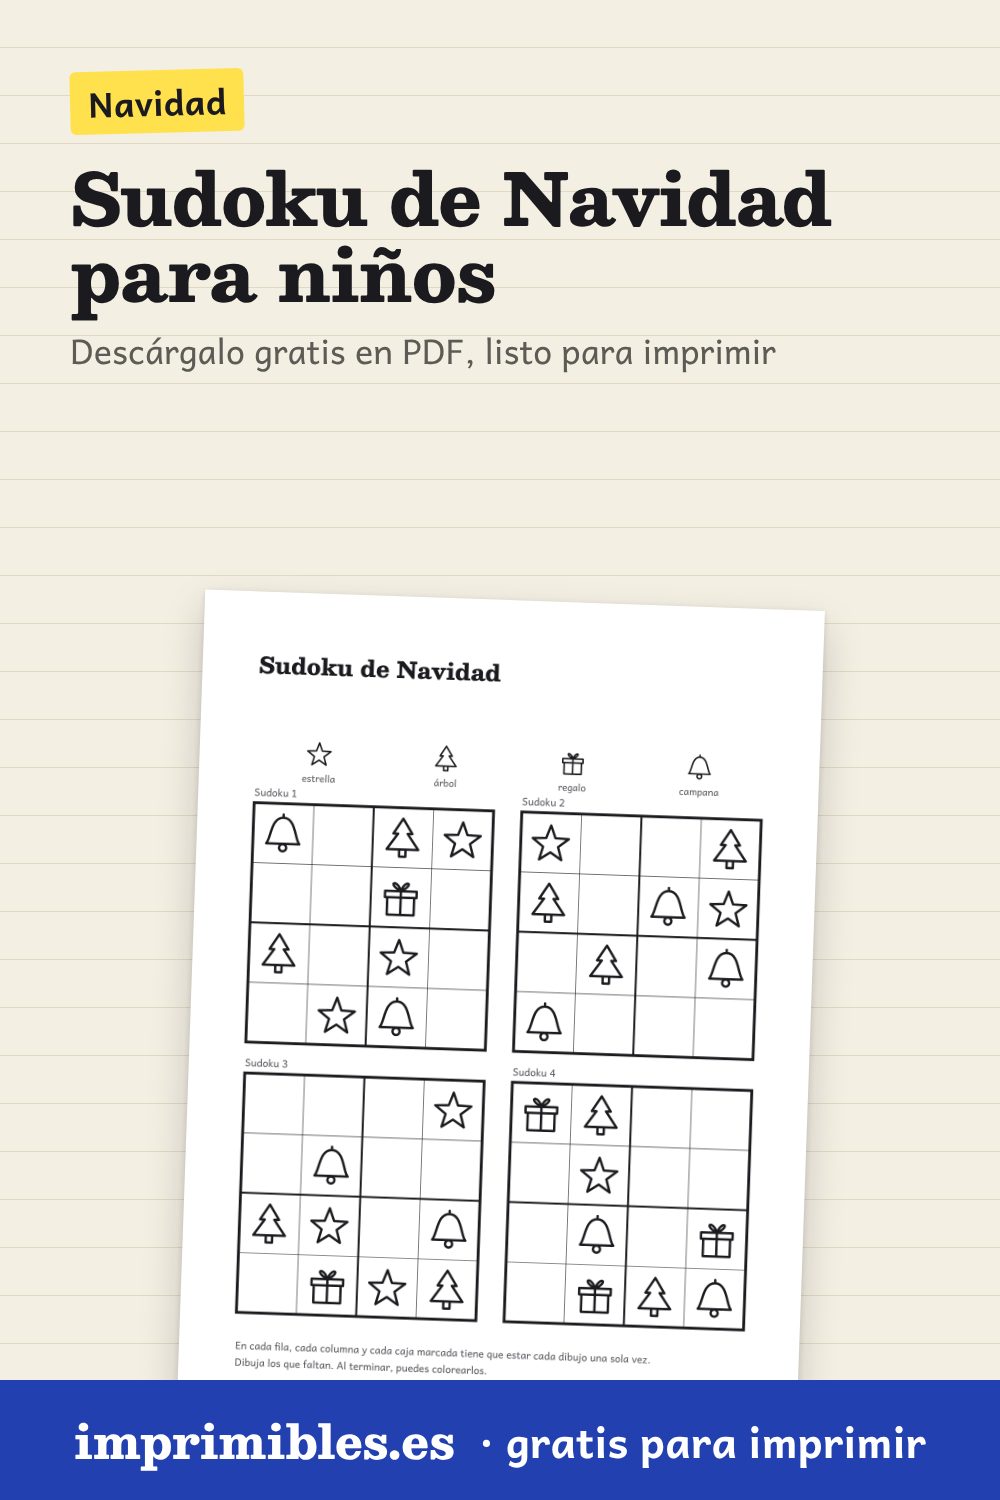 Navidad
Sudoku de Navidad
para niños
Descárgalo gratis en PDF, listo para imprimir
Sudoku de Navidad
estrella
árbol
regalo
campana
Sudoku 1
Sudoku 2
Sudoku 3
Sudoku 4
En cada fila, cada columna y cada caja marcada tiene que estar cada dibujo una sola vez.
Dibuja los que faltan. Al terminar, puedes colorearlos.
imprimibles.es · gratis para imprimir